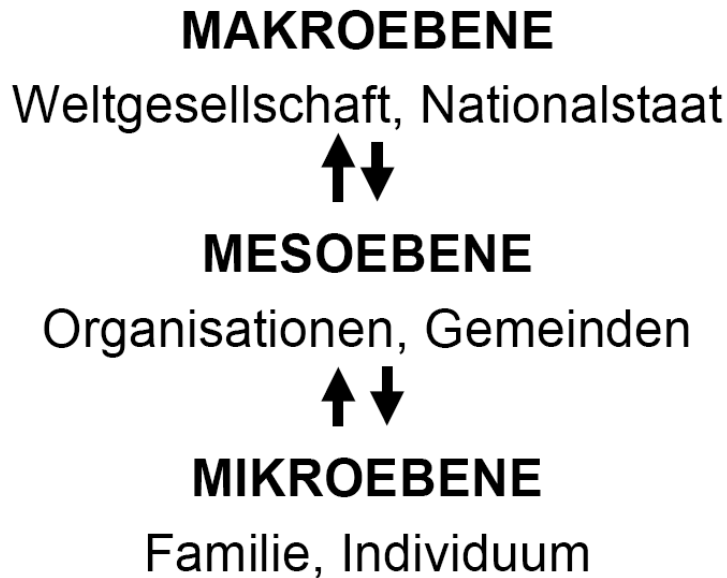 MAKROEBENE
Weltgesellschaft, Nationalstaat
MESOEBENE
Organisationen, Gemeinden
MIKROEBENE
Familie, Individuum